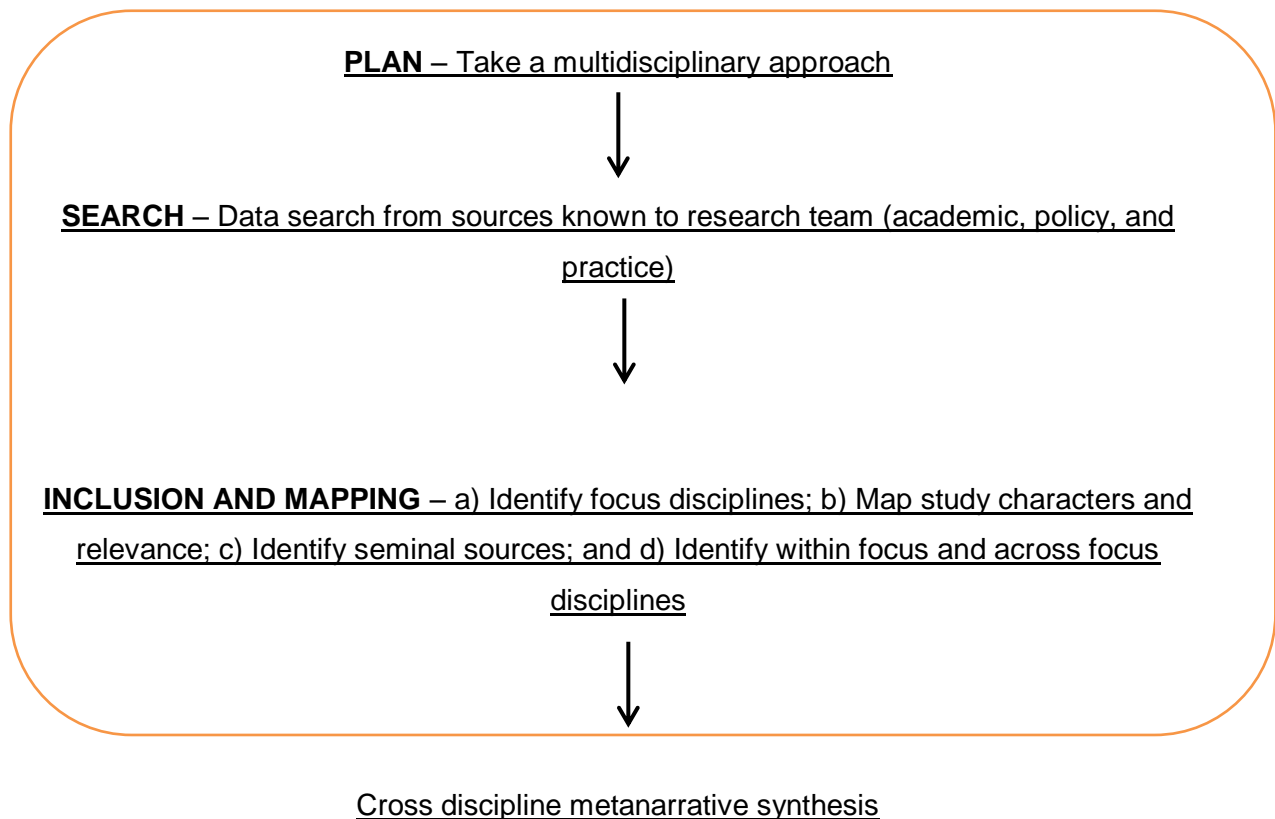 PLAN – Take a multidisciplinary approach
SEARCH – Data search from sources known to research team (academic, policy, and
practice)
INCLUSION AND MAPPING – a) Identify focus disciplines; b) Map study characters and
relevance; c) Identify seminal sources; and d) Identify within focus and across focus
disciplines
Cross discipline metanarrative synthesis